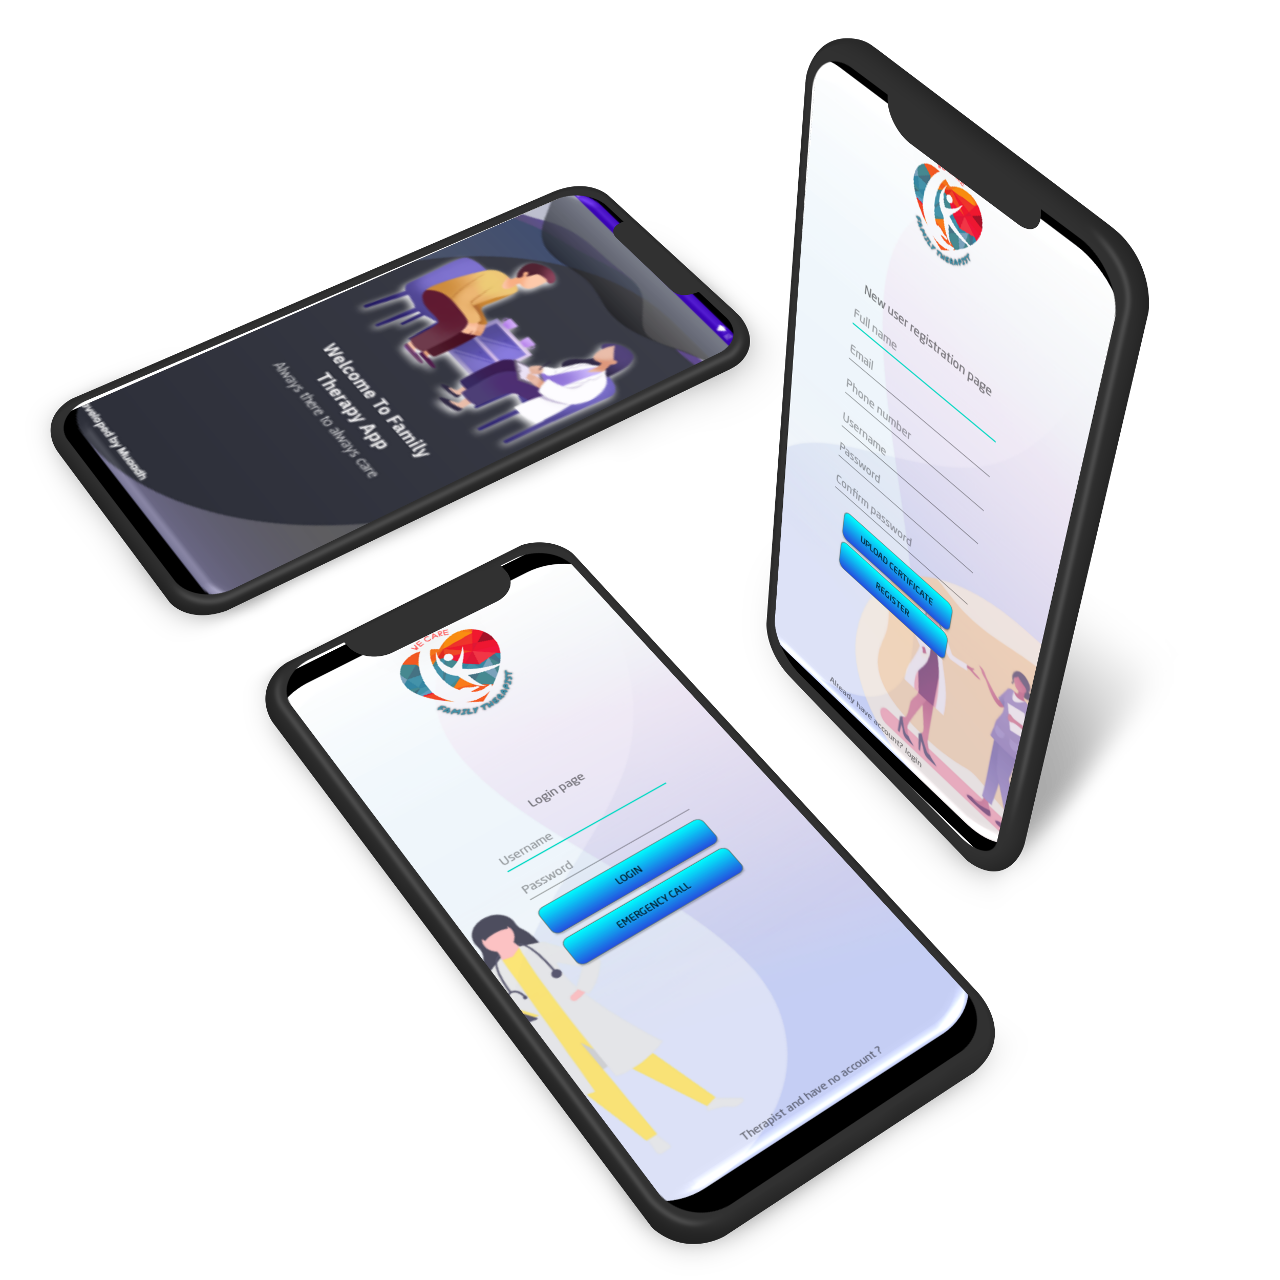 Welcome To Family
Therapy App
Always there to always care
by Muoodh
FAMILY THERAPIST
New user registration page
Full name
Email
Phone number
Username
Password
Confirm password
UPLOAD CERTIFICATE
REGISTER
Already have account? login
VE CARE
FAMILY THERAPIST
Login page
Username
Password
LOGIN
EMERGENCY CALL
Therapist and have no account ?